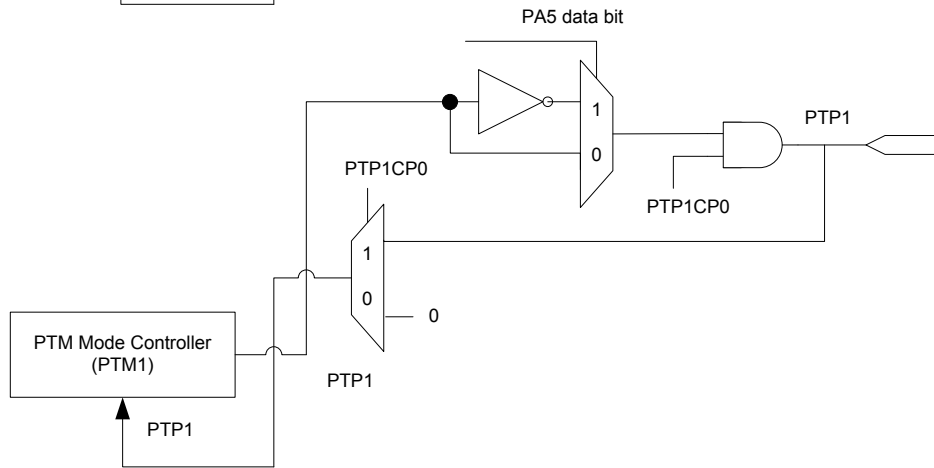 PA5 data bit
1
0
PTP1
PTP1CP0
PTP1CP0
1
0
0
PTM Mode Controller
(PTM1)
PTP1
PTP1